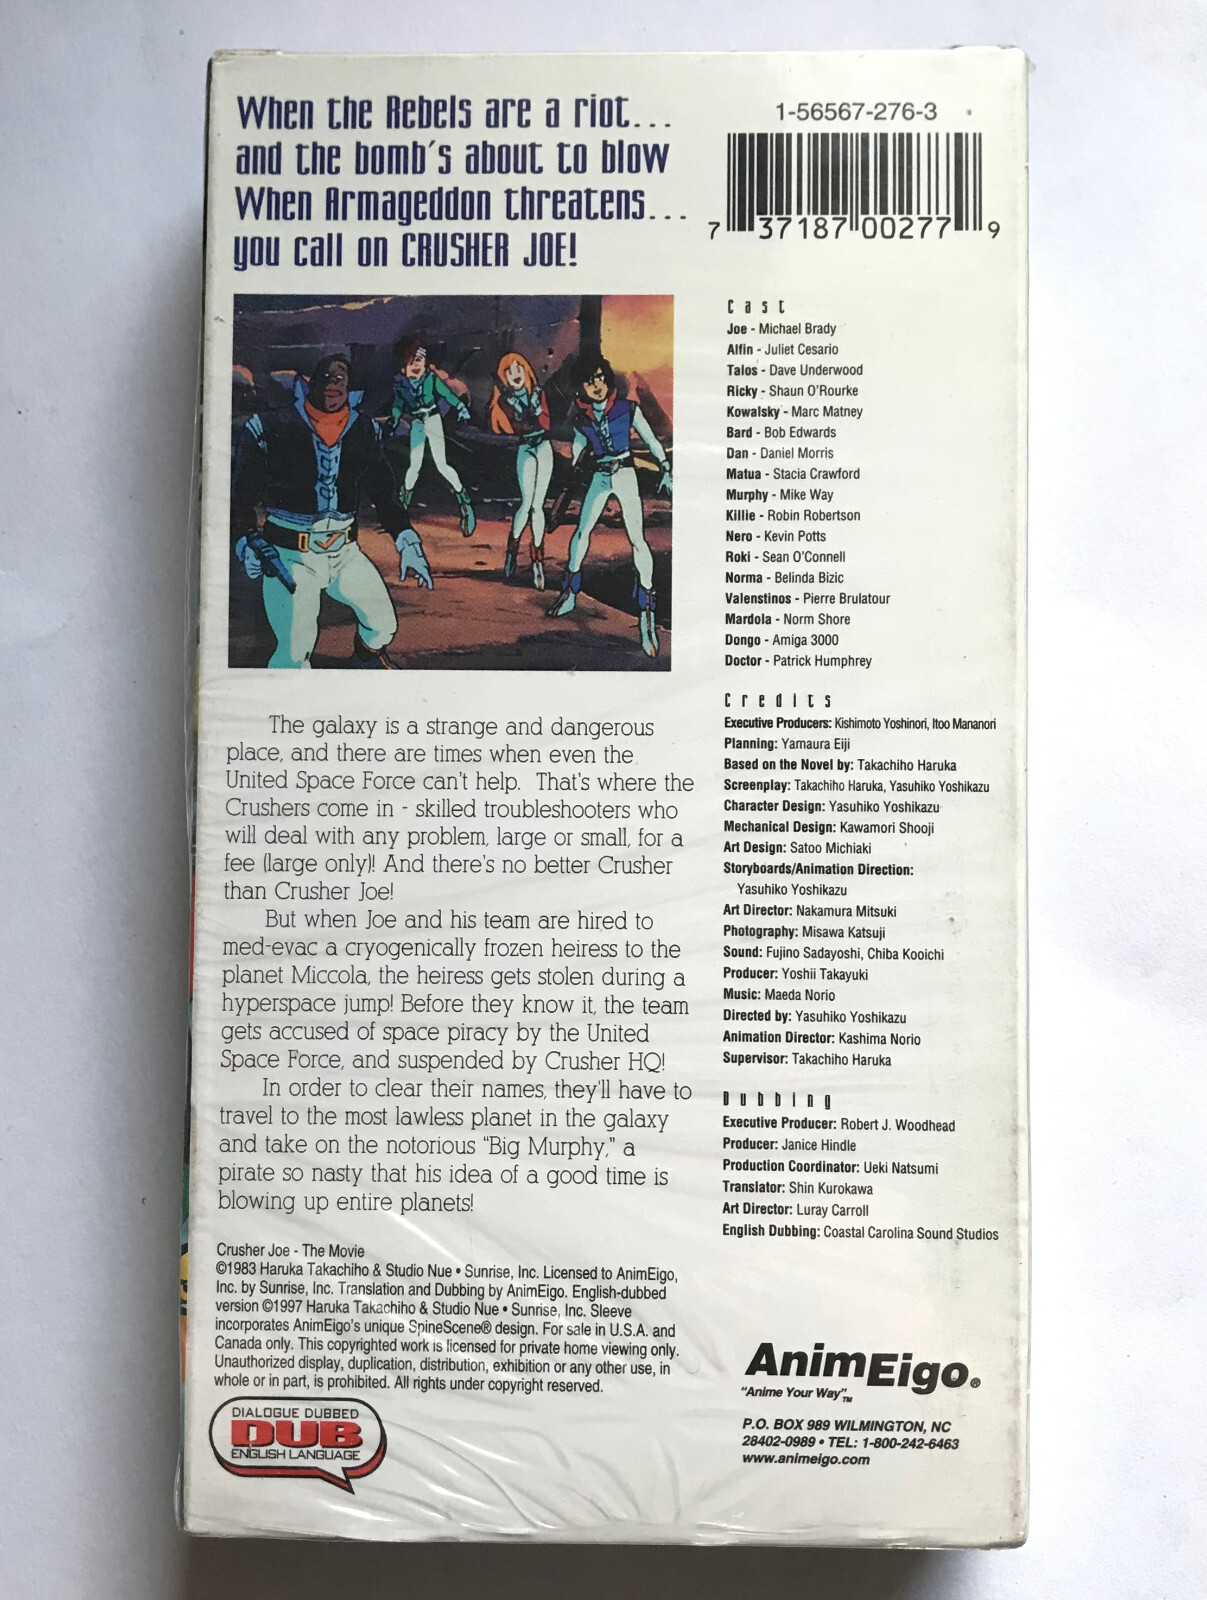 When the Rebels are a riot...
and the bomb's about to blow
When Armageddon threatens...
you call on CRUSHER JOE!
1-56567-276-3
7 37187 00277 9
Cast
Joe - Michael Brady
Alfin - Juliet Cesario
Talos - Dave Underwood
Ricky - Shaun O'Rourke
Kowalsky - Marc Matney
Bard - Bob Edwards
Dan - Daniel Morris
Matua - Stacia Crawford
Murphy - Mike Way
Killie - Robin Robertson
Nero - Kevin Potts
Roki - Sean O'Connell
Norma - Belinda Bizic
Valenstinos - Pierre Brulatour
Mardola - Norm Shore
Dongo - Amiga 3000
Doctor - Patrick Humphrey
Credits
Executive Producers: Kishimoto Yoshinori, Itoo Mananori
Planning: Yamaura Eiji
Based on the Novel by: Takachiho Haruka
Screenplay: Takachiho Haruka, Yasuhiko Yoshikazu
Character Design: Yasuhiko Yoshikazu
Mechanical Design: Kawamori Shooji
Art Design: Satoo Michiaki
Storyboards/Animation Direction:
Yasuhiko Yoshikazu
Art Director: Nakamura Mitsuki
Photography: Misawa Katsuji
Sound: Fujino Sadayoshi, Chiba Kooichi
Producer: Yoshii Takayuki
Music: Maeda Norio
Directed by: Yasuhiko Yoshikazu
Animation Director: Kashima Norio
Supervisor: Takachiho Haruka
Dubbing
Executive Producer: Robert J. Woodhead
Producer: Janice Hindle
Production Coordinator: Ueki Natsumi
Translator: Shin Kurokawa
Art Director: Luray Carroll
English Dubbing: Coastal Carolina Sound Studios
The galaxy is a strange and dangerous
place, and there are times when even the
United Space Force can't help. That's where the
Crushers come in - skilled troubleshooters who
will deal with any problem, large or small, for a
fee (large only)! And there's no better Crusher
than Crusher Joe!
But when Joe and his team are hired to
med-evac a cryogenically frozen heiress to the
planet Miccola, the heiress gets stolen during a
hyperspace jump! Before they know it, the team
gets accused of space piracy by the United
Space Force, and suspended by Crusher HQ!
In order to clear their names, they'll have to
travel to the most lawless planet in the galaxy
and take on the notorious "Big Murphy," a
pirate so nasty that his idea of a good time is
blowing up entire planets!
Crusher Joe - The Movie
©1983 Haruka Takachiho & Studio Nue • Sunrise, Inc. Licensed to AnimEigo,
Inc. by Sunrise, Inc. Translation and Dubbing by AnimEigo. English-dubbed
version ©1997 Haruka Takachiho & Studio Nue • Sunrise, Inc. Sleeve
incorporates AnimEigo's unique SpineScene® design. For sale in U.S.A. and
Canada only. This copyrighted work is licensed for private home viewing only.
Unauthorized display, duplication, distribution, exhibition or any other use, in
whole or in part, is prohibited. All rights under copyright reserved.
DIALOGUE DUBBED
DUB
ENGLISH LANGUAGE
AnimEigo®
"Anime Your Way"™
P.O. BOX 989 WILMINGTON, NC
28402-0989 • TEL: 1-800-242-6463
www.animeigo.com